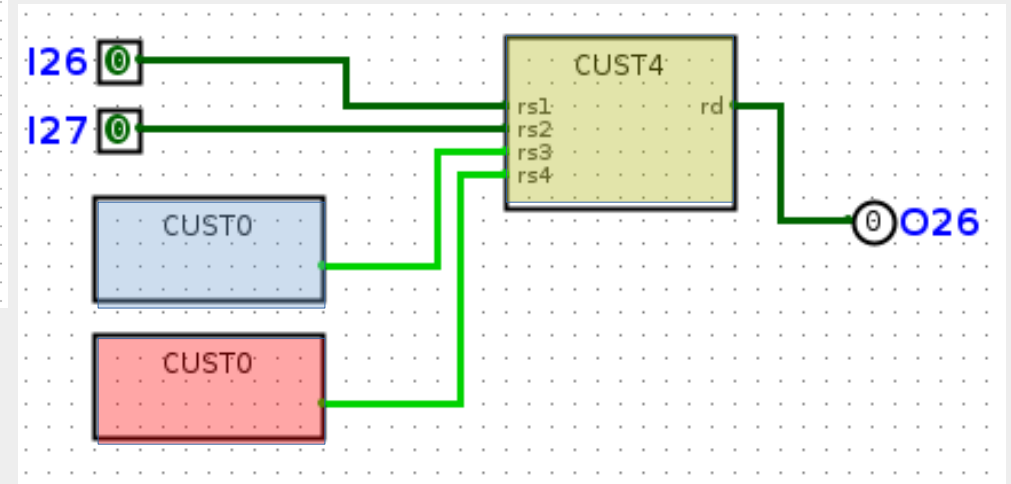 I26 0
CUST4
rs1 rd
I27 0
rs2
rs3
rs4
CUST0
0 O26
CUST0